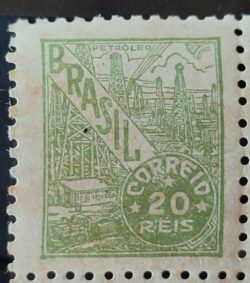 PETRÓLEO
BRASIL
CORREIO
20
REIS